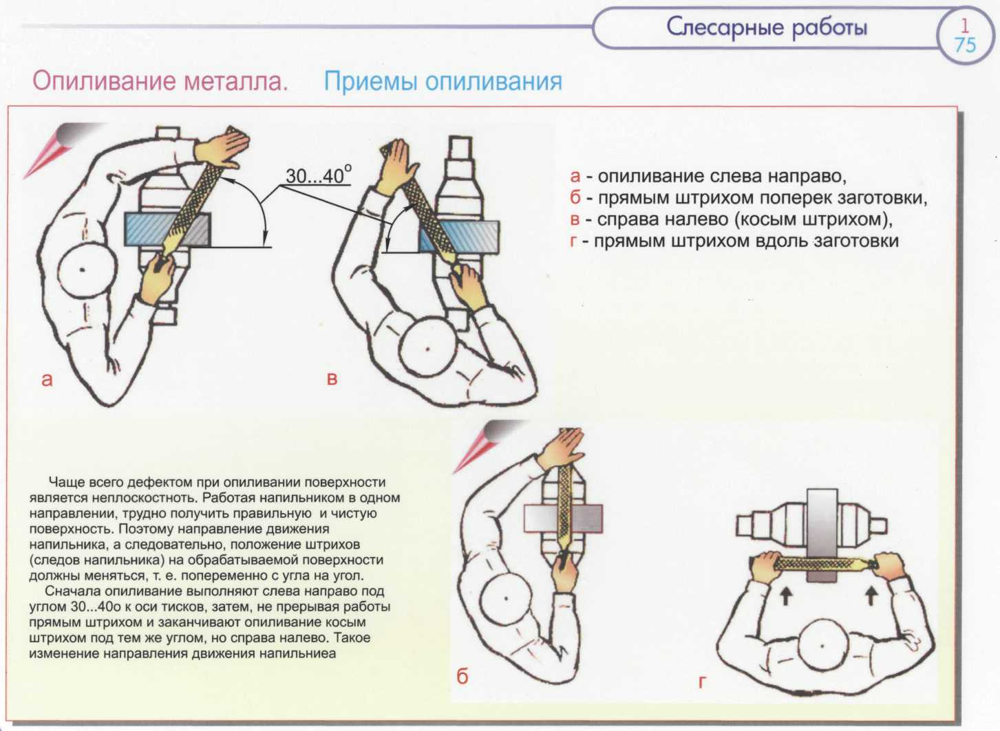 Слесарные работы
1
75
Опиливание металла. Приемы опиливания
30...40°
а - опиливание слева направо,
б - прямым штрихом поперек заготовки,
в - справа налево (косым штрихом),
г - прямым штрихом вдоль заготовки
а
в
Чаще всего дефектом при опиливании поверхности
является неплоскостноть. Работая напильником в одном
направлении, трудно получить правильную и чистую
поверхность. Поэтому направление движения
напильника, а следовательно, положение штрихов
(следов напильника) на обрабатываемой поверхности
должны меняться, т. е. попеременно с угла на угол.
Сначала опиливание выполняют слева направо под
углом 30...40о к оси тисков, затем, не прерывая работы
прямым штрихом и заканчивают опиливание косым
штрихом под тем же углом, но справа налево. Такое
изменение направления движения напильниеа
б
г